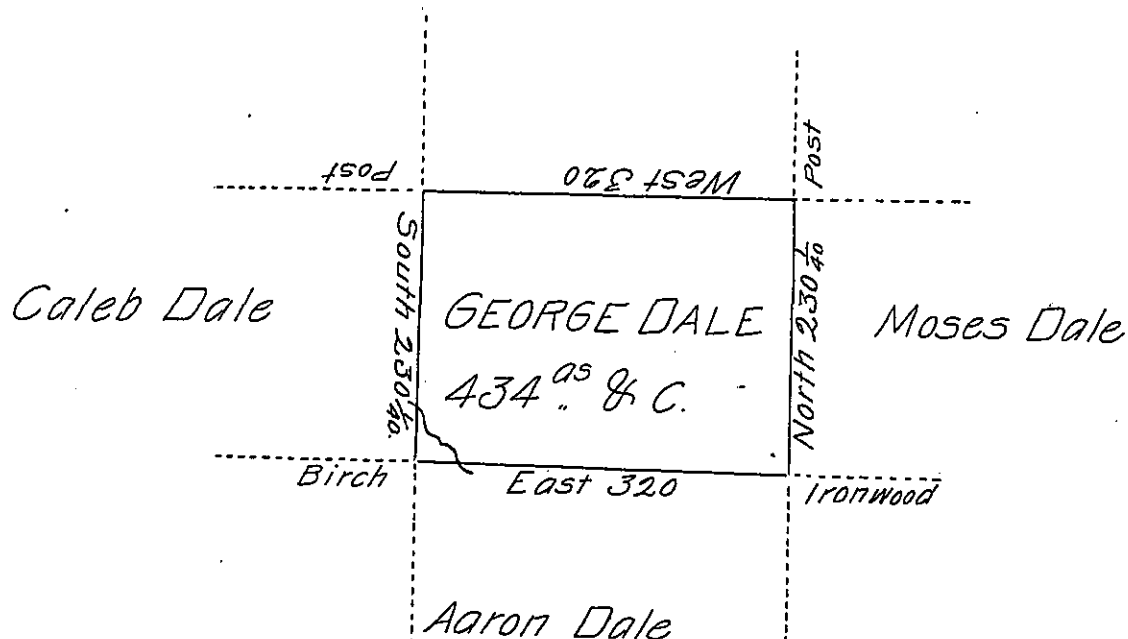 Post
West 320
Post
South 230 1/40.
Caleb Dale
GEORGE DALE
434 as & C.
North 230 1/40
Moses Dale
Birch
East 320
Ironwood
Aaron Dale